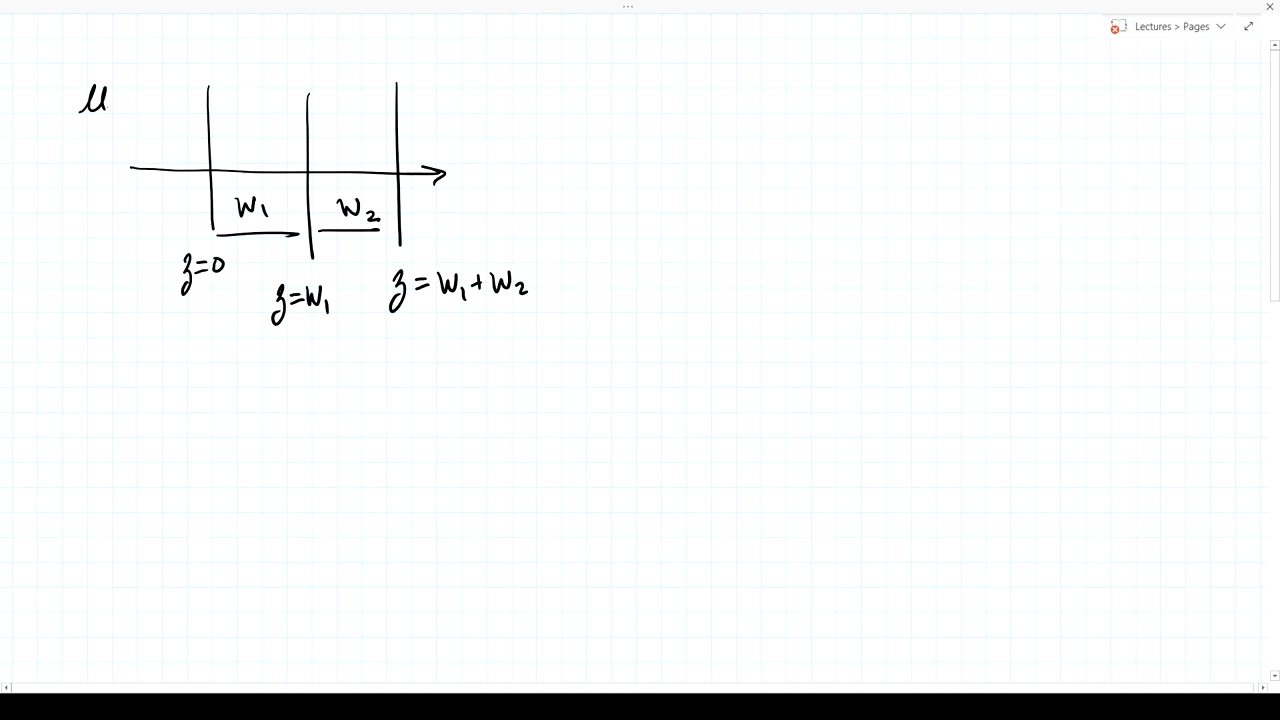 ...
Lectures > Pages
μ
W₁ W₂
z=0
z=W₁
z=W₁+W₂